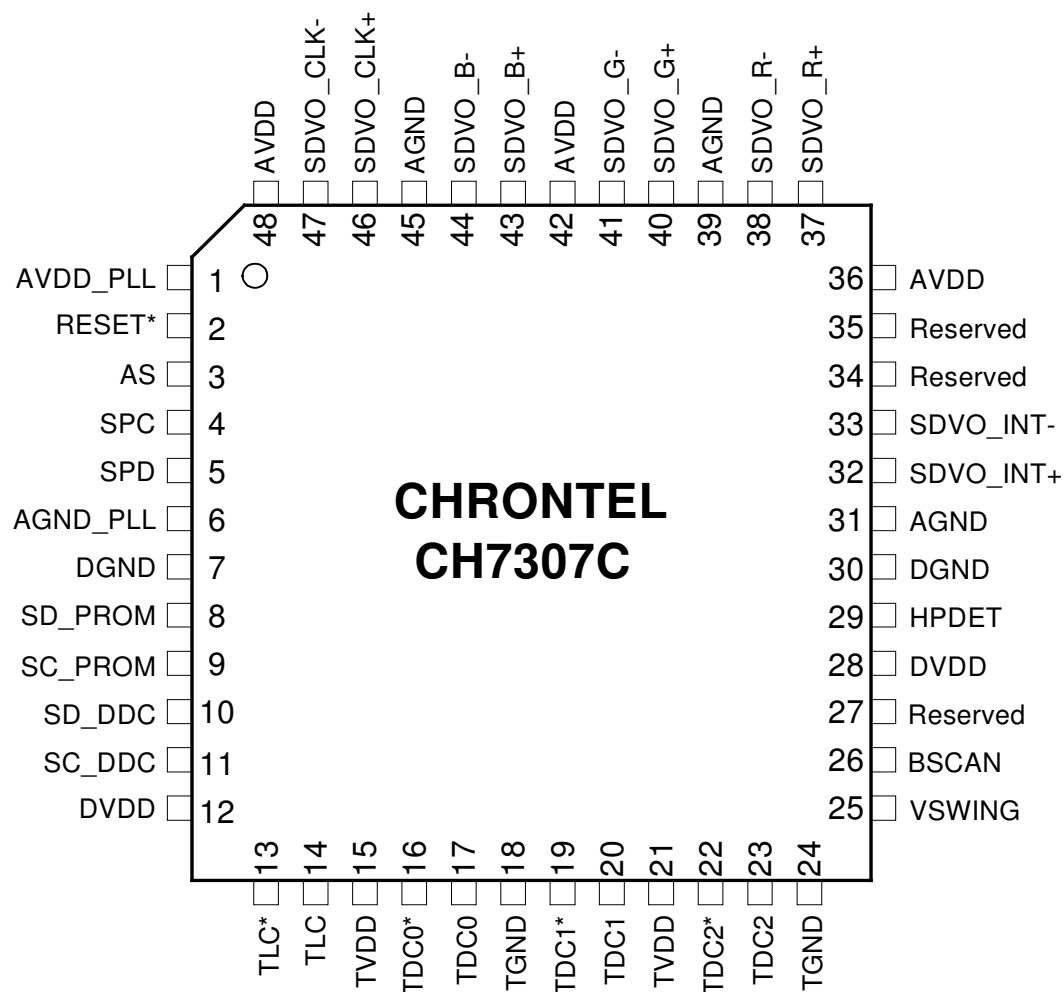 AVDD
SDVO_CLK-
SDVO_CLK+
AGND
SDVO_B-
SDVO_B+
AVDD
SDVO_G-
SDVO_G+
AGND
SDVO_R-
SDVO_R+
48
47
46
45
44
43
42
41
40
39
38
37
AVDD_PLL 1
RESET* 2
AS 3
SPC 4
SPD 5
AGND_PLL 6
DGND 7
SD_PROM 8
SC_PROM 9
SD_DDC 10
SC_DDC 11
DVDD 12
CHRONTEL
CH7307C
36 AVDD
35 Reserved
34 Reserved
33 SDVO_INT-
32 SDVO_INT+
31 AGND
30 DGND
29 HPDET
28 DVDD
27 Reserved
26 BSCAN
25 VSWING
13
14
15
16
17
18
19
20
21
22
23
24
TLC*
TLC
TVDD
TDC0*
TDC0
TGND
TDC1*
TDC1
TVDD
TDC2*
TDC2
TGND